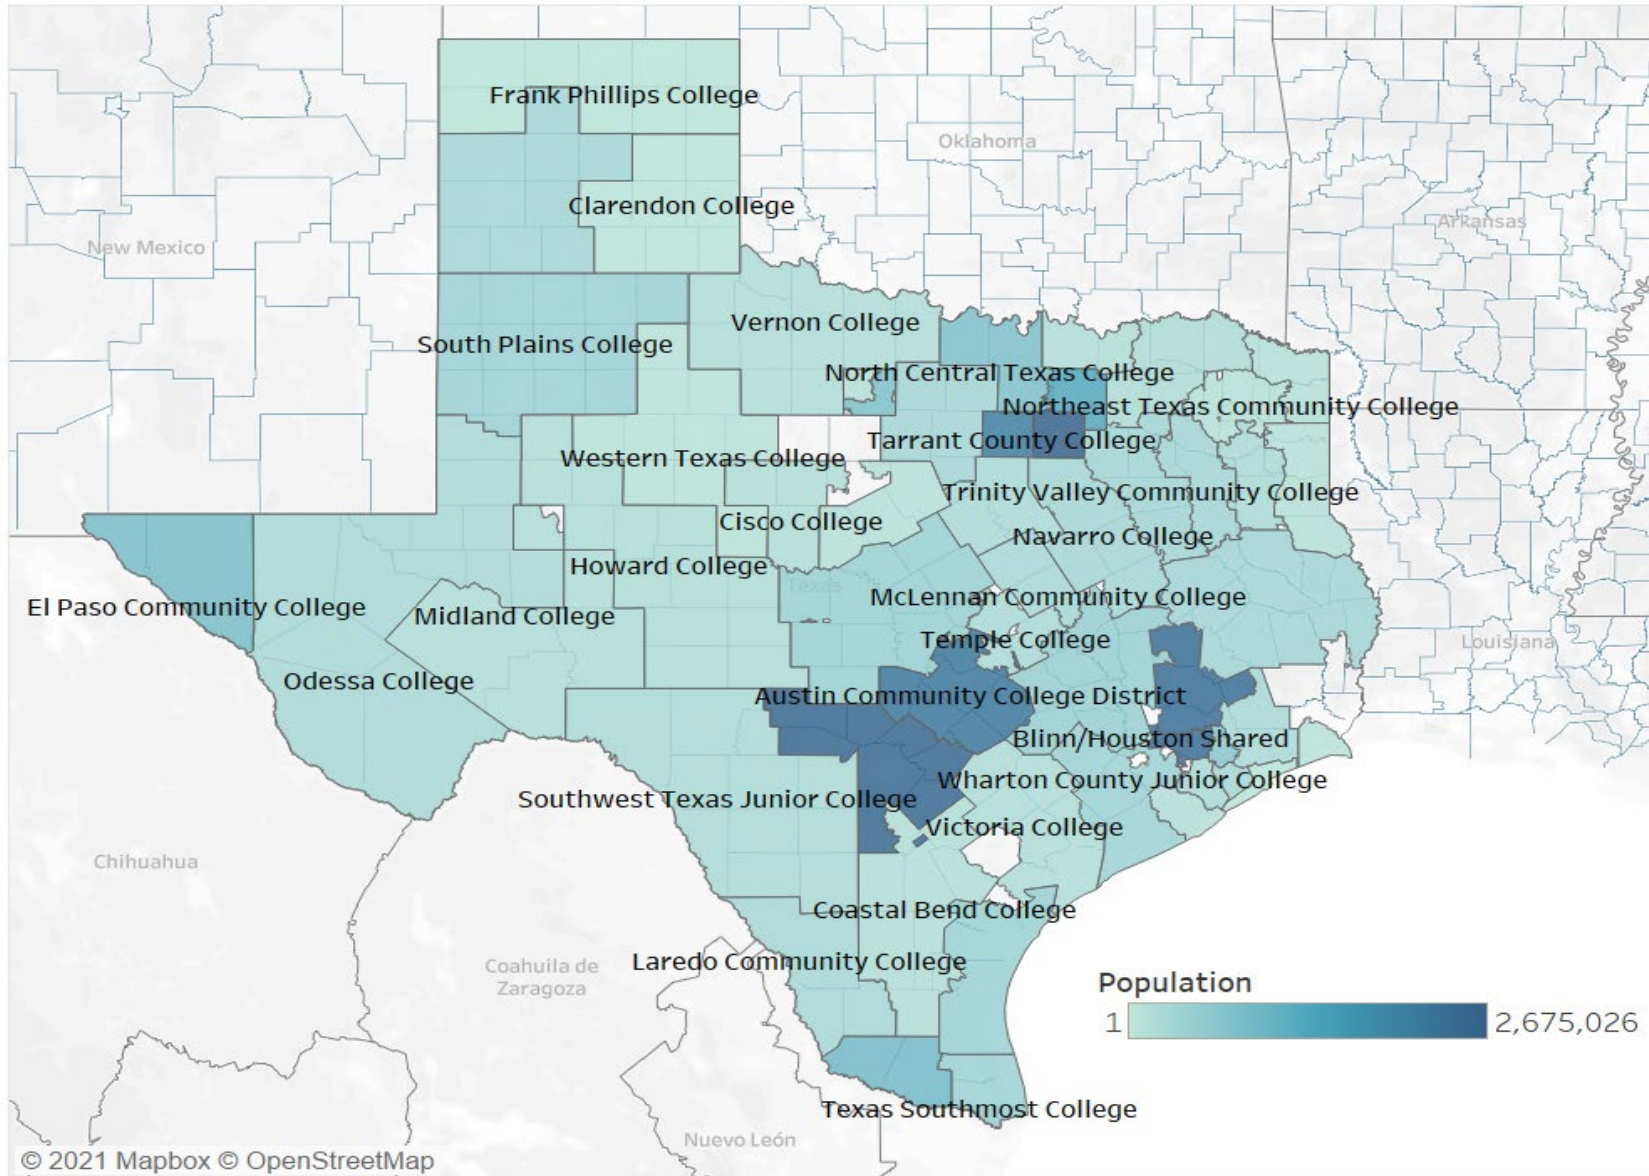 Frank Phillips College
Oklahoma
Clarendon College
Arkansas
New Mexico
Vernon College
South Plains College
North Central Texas College
Northeast Texas Community College
Tarrant County College
Western Texas College
Trinity Valley Community College
Cisco College
Navarro College
Howard College
Texas
McLennan Community College
El Paso Community College
Midland College
Temple College
Louisiana
Odessa College
Austin Community College District
Blinn/Houston Shared
Wharton County Junior College
Southwest Texas Junior College
Victoria College
Chihuahua
Coastal Bend College
Laredo Community College
Coahuila de
Zaragoza
Population
1
2,675,026
Texas Southmost College
Nuevo León
© 2021 Mapbox © OpenStreetMap